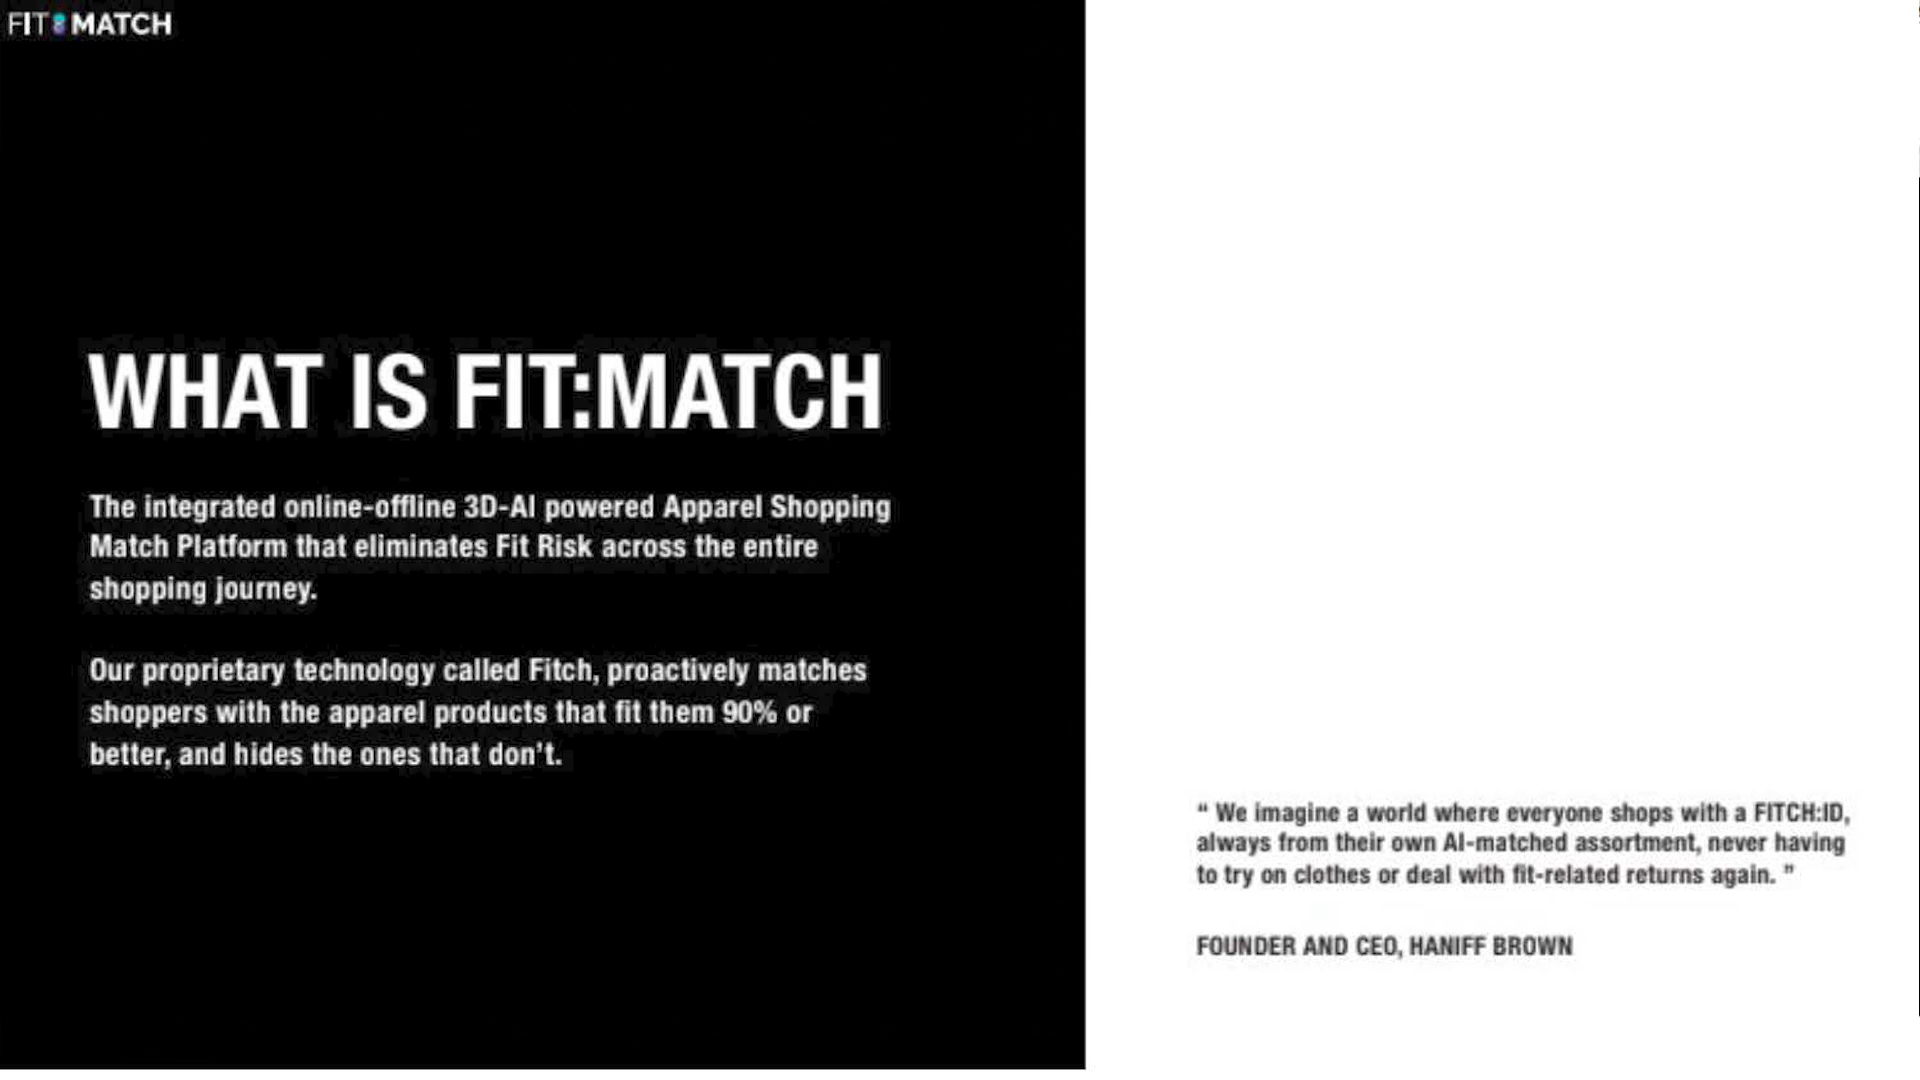 FIT:MATCH
WHAT IS FIT:MATCH
The integrated online-offline 3D-AI powered Apparel Shopping
Match Platform that eliminates Fit Risk across the entire
shopping journey.
Our proprietary technology called Fitch, proactively matches
shoppers with the apparel products that fit them 90% or
better, and hides the ones that don’t.
“ We imagine a world where everyone shops with a FITCH:ID,
always from their own AI-matched assortment, never having
to try on clothes or deal with fit-related returns again. ”
FOUNDER AND CEO, HANIFF BROWN